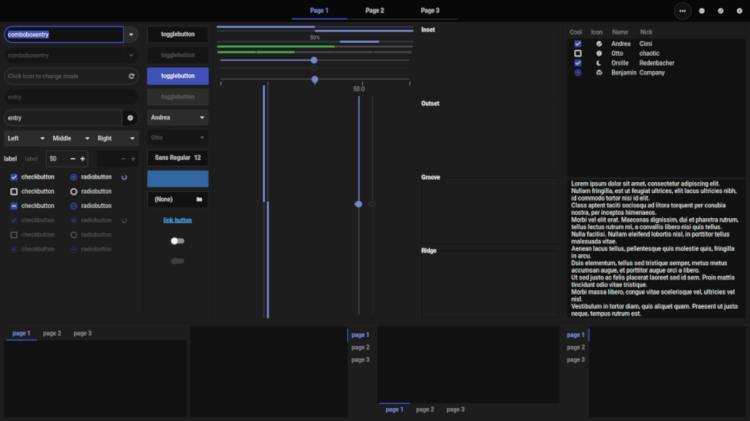 Page 1 Page 2 Page 3
comboboxentry
comboboxentry
Click icon to change mode
entry
entry
Left Middle Right
label label 50
checkbutton radiobutton
checkbutton radiobutton
checkbutton radiobutton
checkbutton radiobutton
checkbutton radiobutton
checkbutton radiobutton
togglebutton
togglebutton
togglebutton
togglebutton
Andrea
Otto
Sans Regular 12
(None)
link button
50%
50.0
Inset
Outset
Groove
Ridge
Cool Icon Name Nick
Andrea Cimi
Otto chaotic
Orville Redenbacher
Benjamin Company
Lorem ipsum dolor sit amet, consectetur adipiscing elit.
Nullam fringilla, est ut feugiat ultrices, elit lacus ultricies nibh,
id commodo tortor nisi id elit.
Class aptent taciti sociosqu ad litora torquent per conubia
nostra, per inceptos himenaeos.
Morbi vel elit erat. Maecenas dignissim, dui et pharetra rutrum,
tellus lectus rutrum mi, a convallis libero nisi quis tellus.
Nulla facilisi. Nullam eleifend lobortis nisl, in porttitor tellus
malesuada vitae.
Aenean lacus tellus, pellentesque quis molestie quis, fringilla
in arcu.
Duis elementum, tellus sed tristique semper, metus metus
accumsan augue, et porttitor augue orci a libero.
Ut sed justo ac felis placerat laoreet sed id sem. Proin mattis
tincidunt odio vitae tristique.
Morbi massa libero, congue vitae scelerisque vel, ultricies vel
nisl.
Vestibulum in tortor diam, quis aliquet quam. Praesent ut justo
neque, tempus rutrum est.
page 1 page 2 page 3
page 1
page 2
page 3
page 1 page 2 page 3
page 1
page 2
page 3